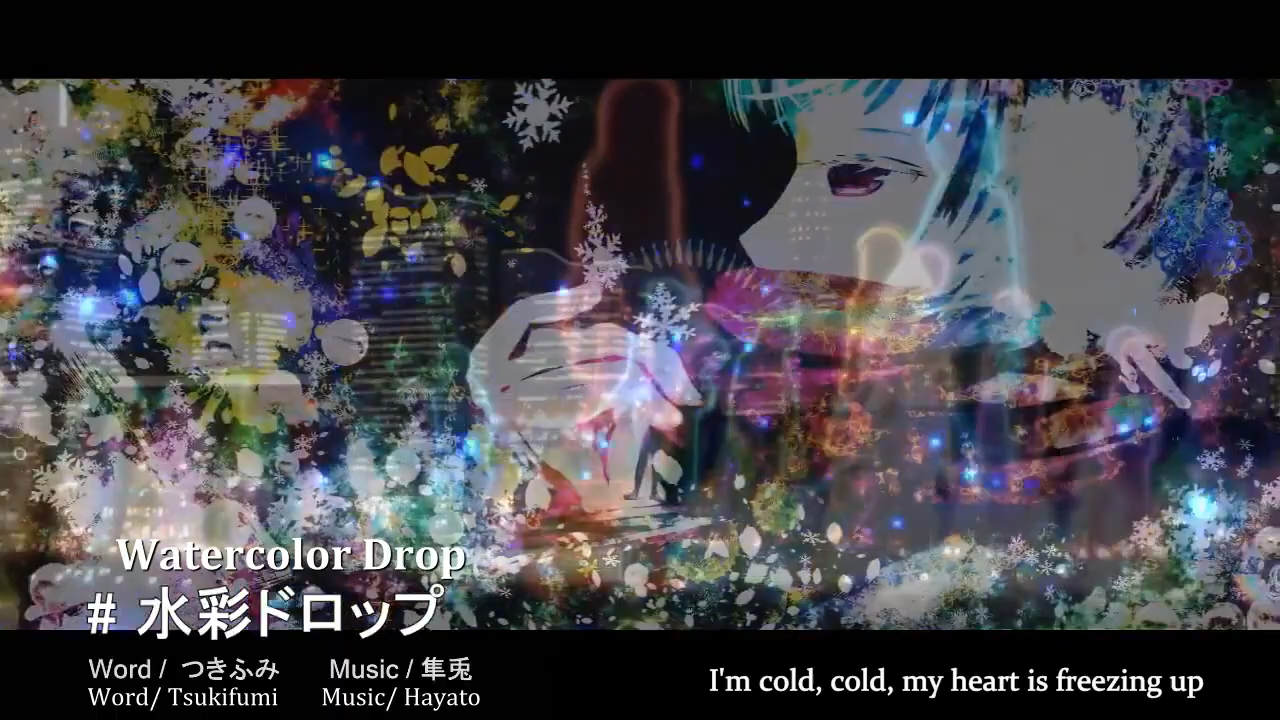 Watercolor Drop
# 水彩ドロップ
Word / つきふみ Music / 隼兎
Word/ Tsukifumi Music/ Hayato
I'm cold, cold, my heart is freezing up